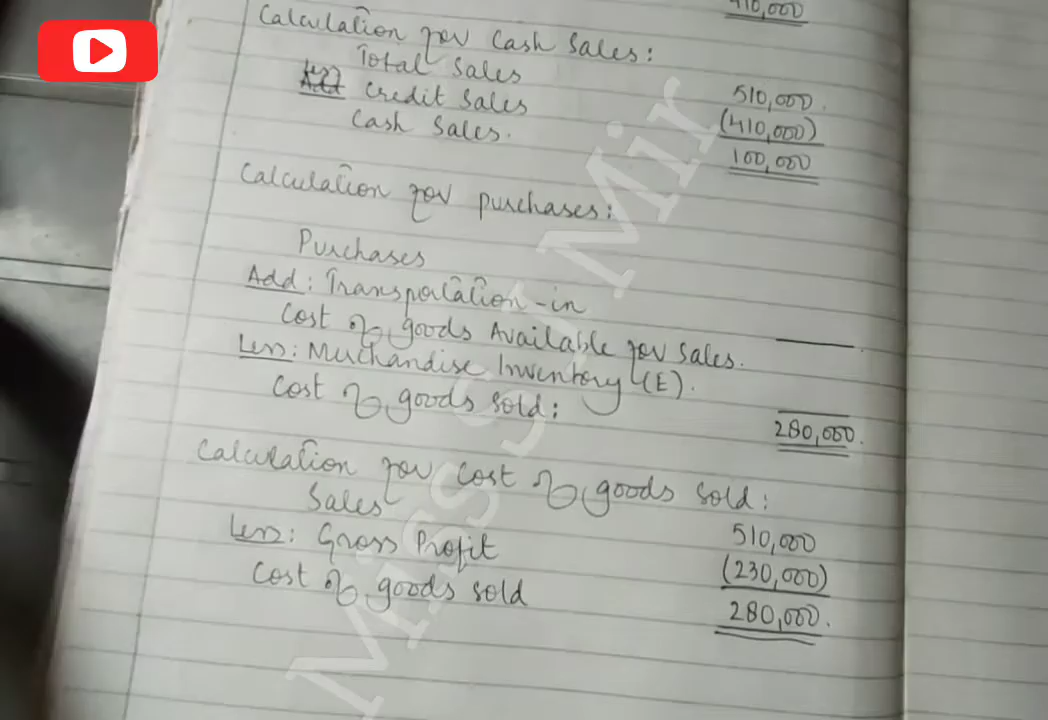 410,000
Calculation for Cash Sales:
Total Sales 510,000.
Less Credit Sales (410,000)
Cash Sales. 100,000
Calculation for purchases:
Purchases
Add: Transportation-in
Cost of goods Available for Sales.
Less: Merchandise Inventory (E).
Cost of goods sold: 280,000.
Calculation for cost of goods sold:
Sales 510,000
Less: Gross Profit (230,000)
Cost of goods sold 280,000.
Miss Mir